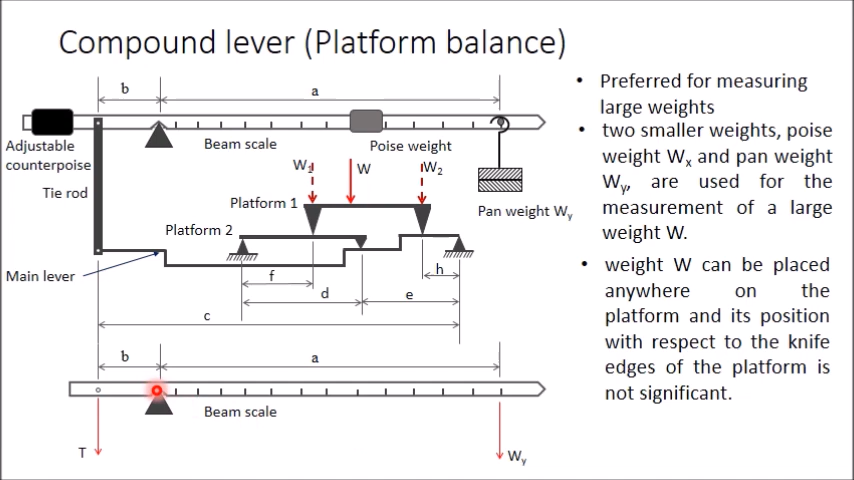 Compound lever (Platform balance)
b
a
Adjustable
counterpoise
Beam scale
Poise weight
Tie rod
W1
W
W2
Platform 1
Pan weight Wy
Platform 2
Main lever
f
h
d
e
c
b
a
Beam scale
T
Wy
• Preferred for measuring
large weights
• two smaller weights, poise
weight Wx and pan weight
Wy, are used for the
measurement of a large
weight W.
• weight W can be placed
anywhere on the
platform and its position
with respect to the knife
edges of the platform is
not significant.